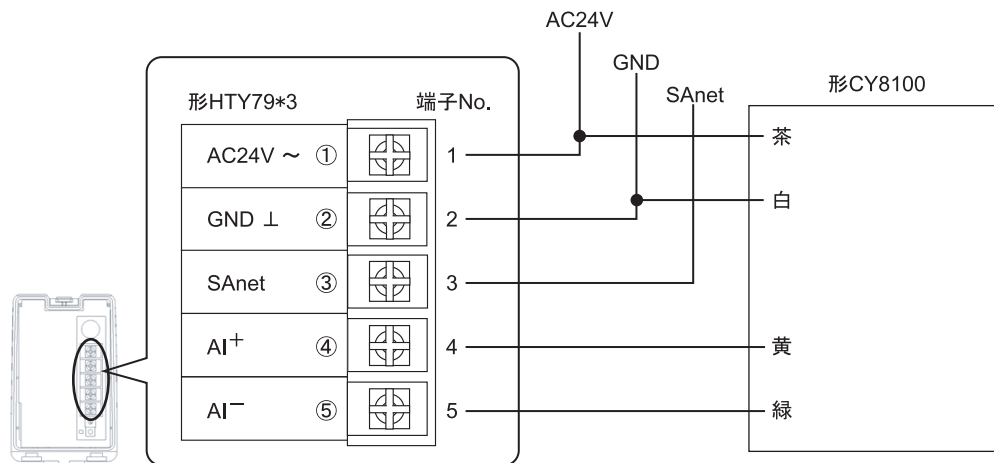 AC24V
GND
SAnet
形CY8100
形HTY79*3
端子No.
AC24V ～ ①
1
茶
GND ⊥ ②
2
白
SAnet ③
3
AI⁺ ④
4
黄
AI⁻ ⑤
5
緑